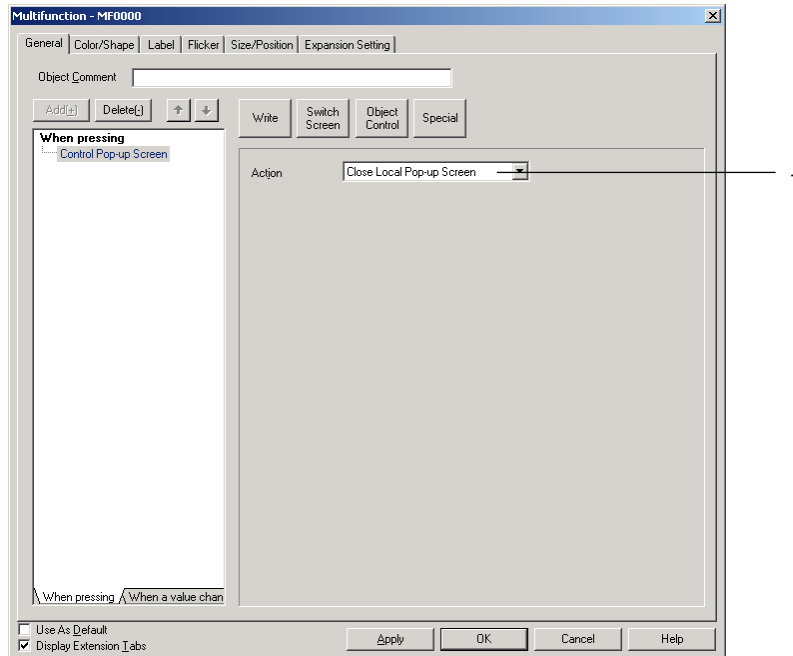 Multifunction - MF0000
General Color/Shape Label Flicker Size/Position Expansion Setting
Object Comment
Add(+) Delete(-)
Write Switch Screen Object Control Special
When pressing
Control Pop-up Screen
Action Close Local Pop-up Screen
When pressing When a value chan
Use As Default
Display Extension Tabs
Apply OK Cancel Help